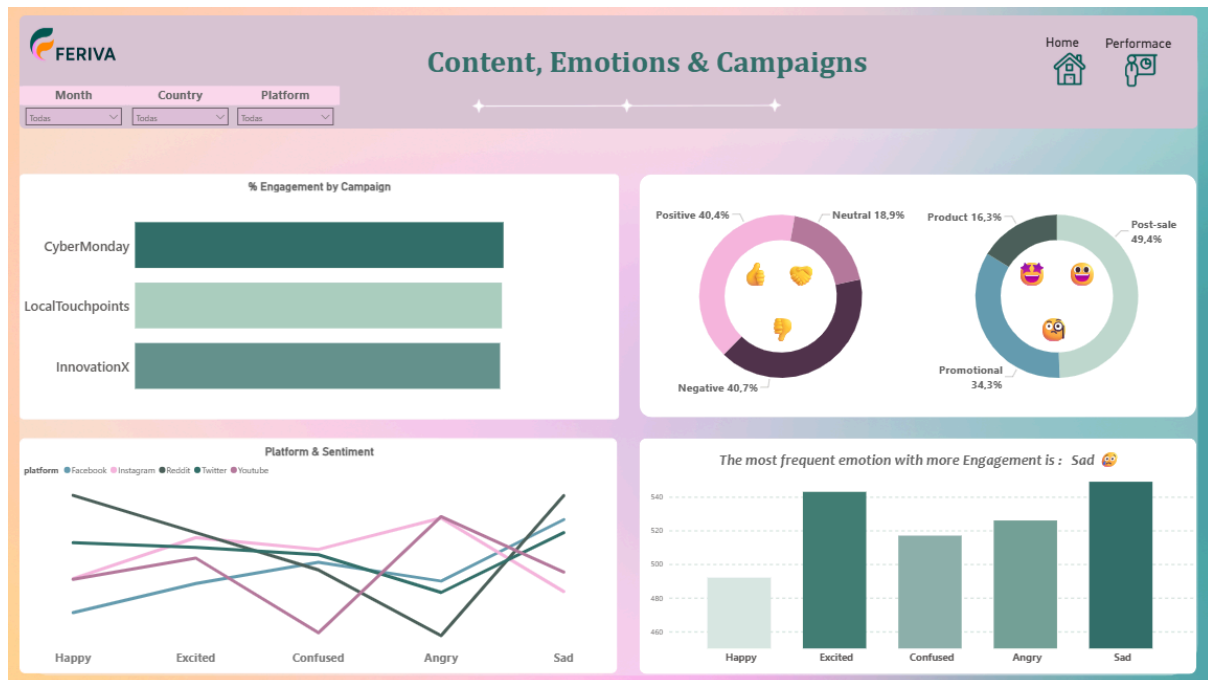 FERIVA
Content, Emotions & Campaigns
Home
Performace
Month
Country
Platform
Todas
Todas
Todas
% Engagement by Campaign
CyberMonday
LocalTouchpoints
InnovationX
Positive 40,4%
Neutral 18,9%
Negative 40,7%
Product 16,3%
Post-sale
49,4%
Promotional
34,3%
Platform & Sentiment
platform Facebook Instagram Reddit Twitter Youtube
Happy Excited Confused Angry Sad
The most frequent emotion with more Engagement is : Sad
540
520
500
480
460
Happy Excited Confused Angry Sad